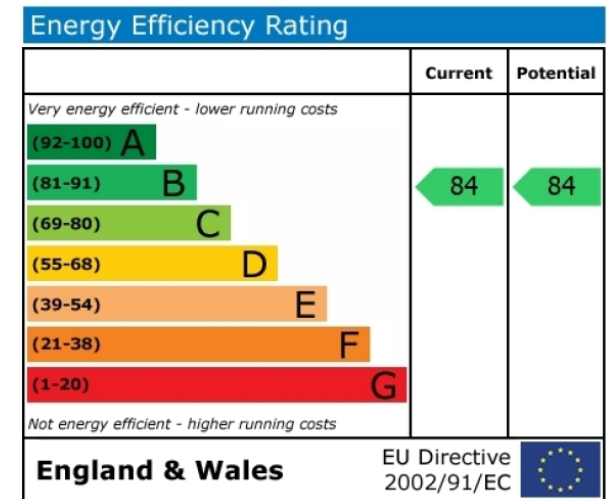 Energy Efficiency Rating
Current Potential
Very energy efficient - lower running costs
(92-100) A
(81-91) B 84 84
(69-80) C
(55-68) D
(39-54) E
(21-38) F
(1-20) G
Not energy efficient - higher running costs
England & Wales
EU Directive
2002/91/EC